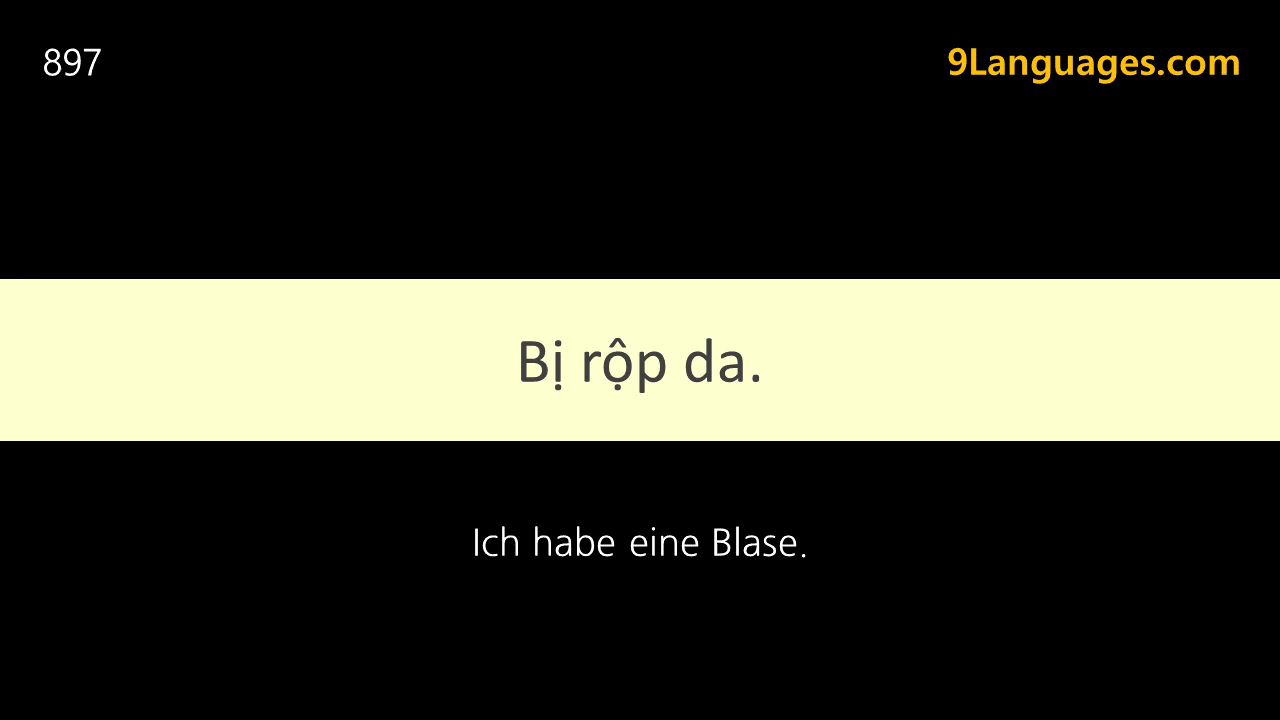 897
9Languages.com
Bị rộp da.
Ich habe eine Blase.